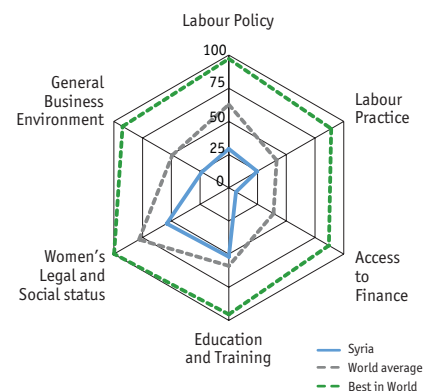 Labour Policy
100
75
50
25
0
General
Business
Environment
Labour
Practice
Women's
Legal and
Social status
Access
to
Finance
Education
and Training
Syria
World average
Best in World